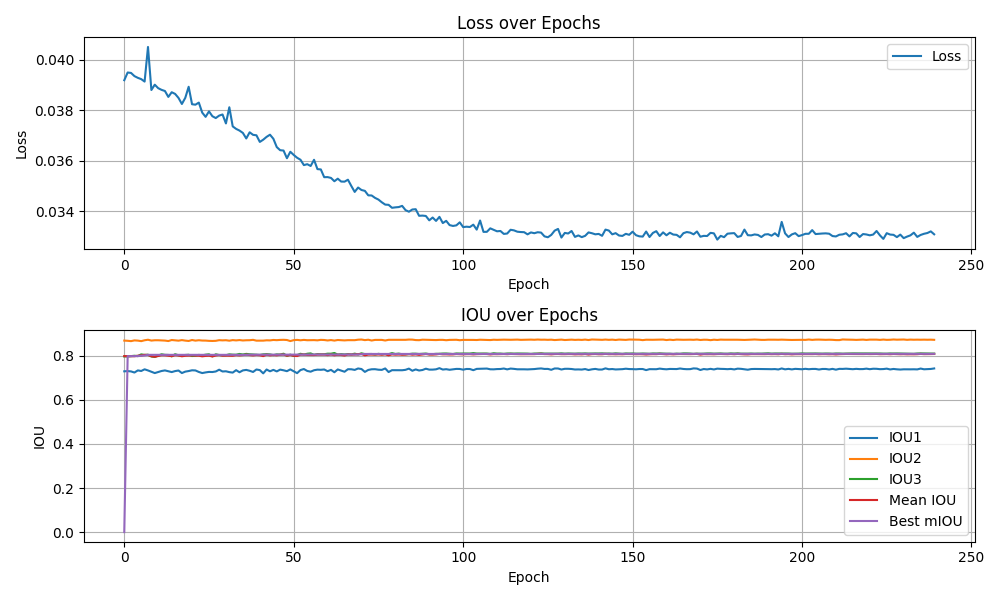 Loss over Epochs
Loss
0.040
0.038
0.036
0.034
Loss
0 50 100 150 200 250
Epoch
IOU over Epochs
IOU
0.8
0.6
0.4
0.2
0.0
IOU1
IOU2
IOU3
Mean IOU
Best mIOU
0 50 100 150 200 250
Epoch